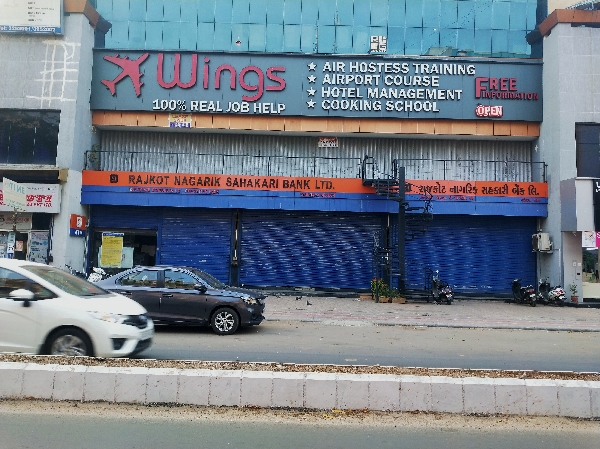 Wings
100% REAL JOB HELP
★ AIR HOSTESS TRAINING
★ AIRPORT COURSE
★ HOTEL MANAGEMENT
★ COOKING SCHOOL
FREE
INFORMATION
OPEN
RAJKOT NAGARIK SAHAKARI BANK LTD.
રાજકોટ નાગરિક સહકારી બેંક લિ.